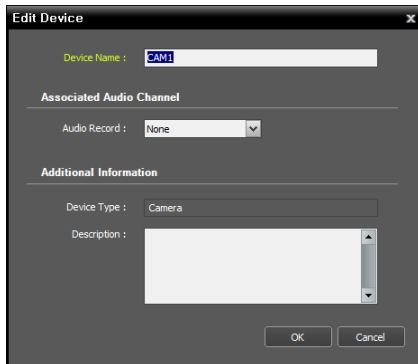 Edit Device x
Device Name : CAM1
Associated Audio Channel
Audio Record : None
Additional Information
Device Type : Camera
Description :
OK Cancel